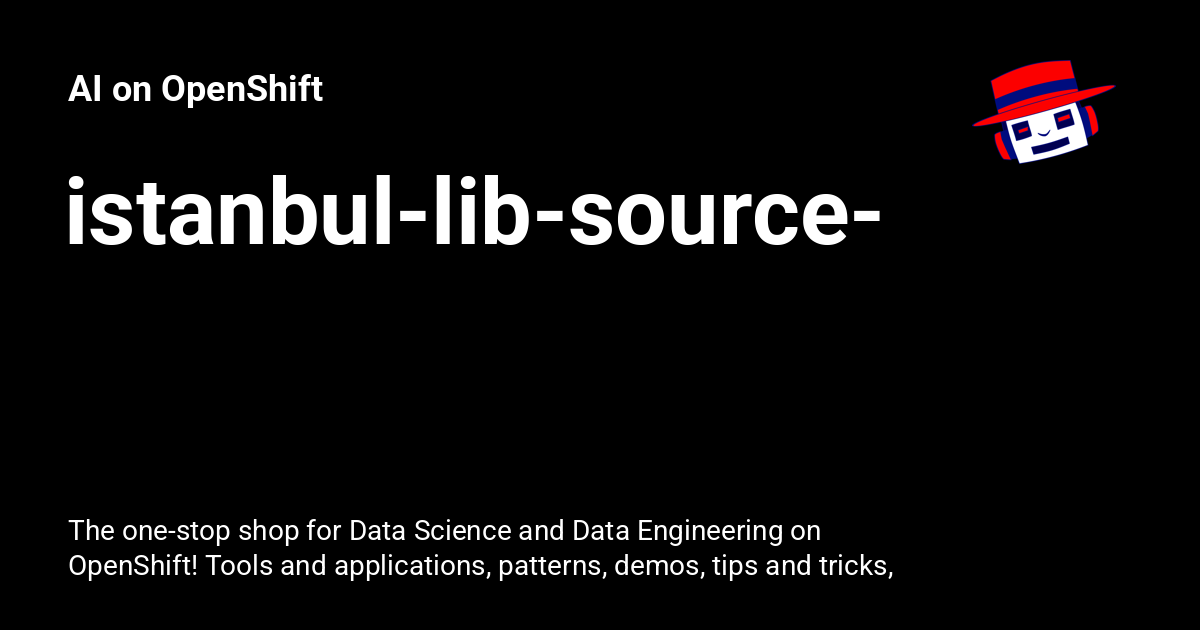 AI on OpenShift
istanbul-lib-source-
The one-stop shop for Data Science and Data Engineering on
OpenShift! Tools and applications, patterns, demos, tips and tricks,